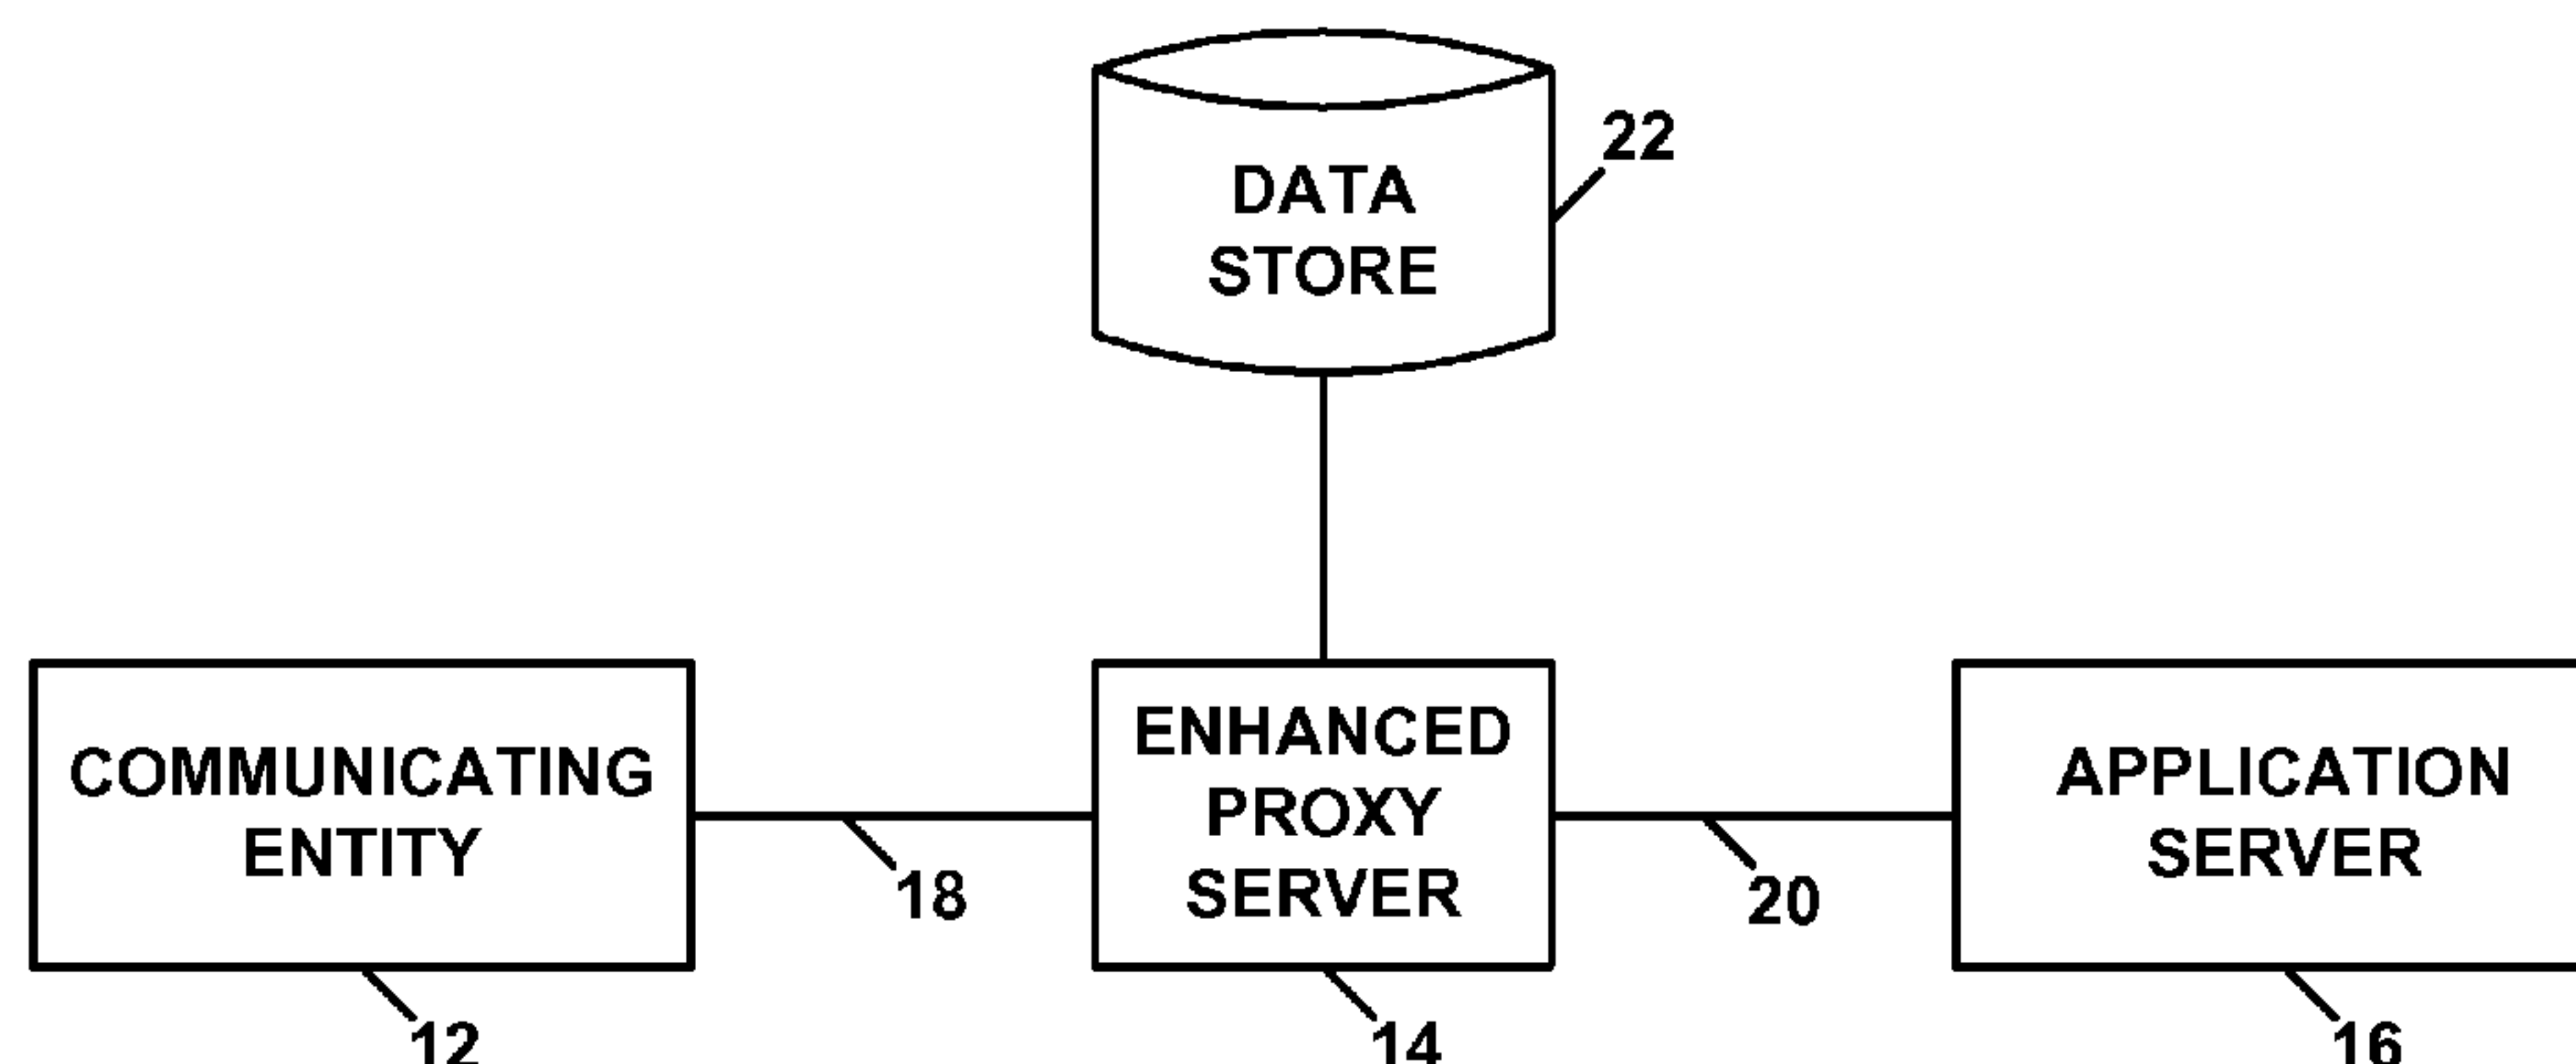 22
DATA
STORE
COMMUNICATING
ENTITY
18
ENHANCED
PROXY
SERVER
20
APPLICATION
SERVER
12
14
16